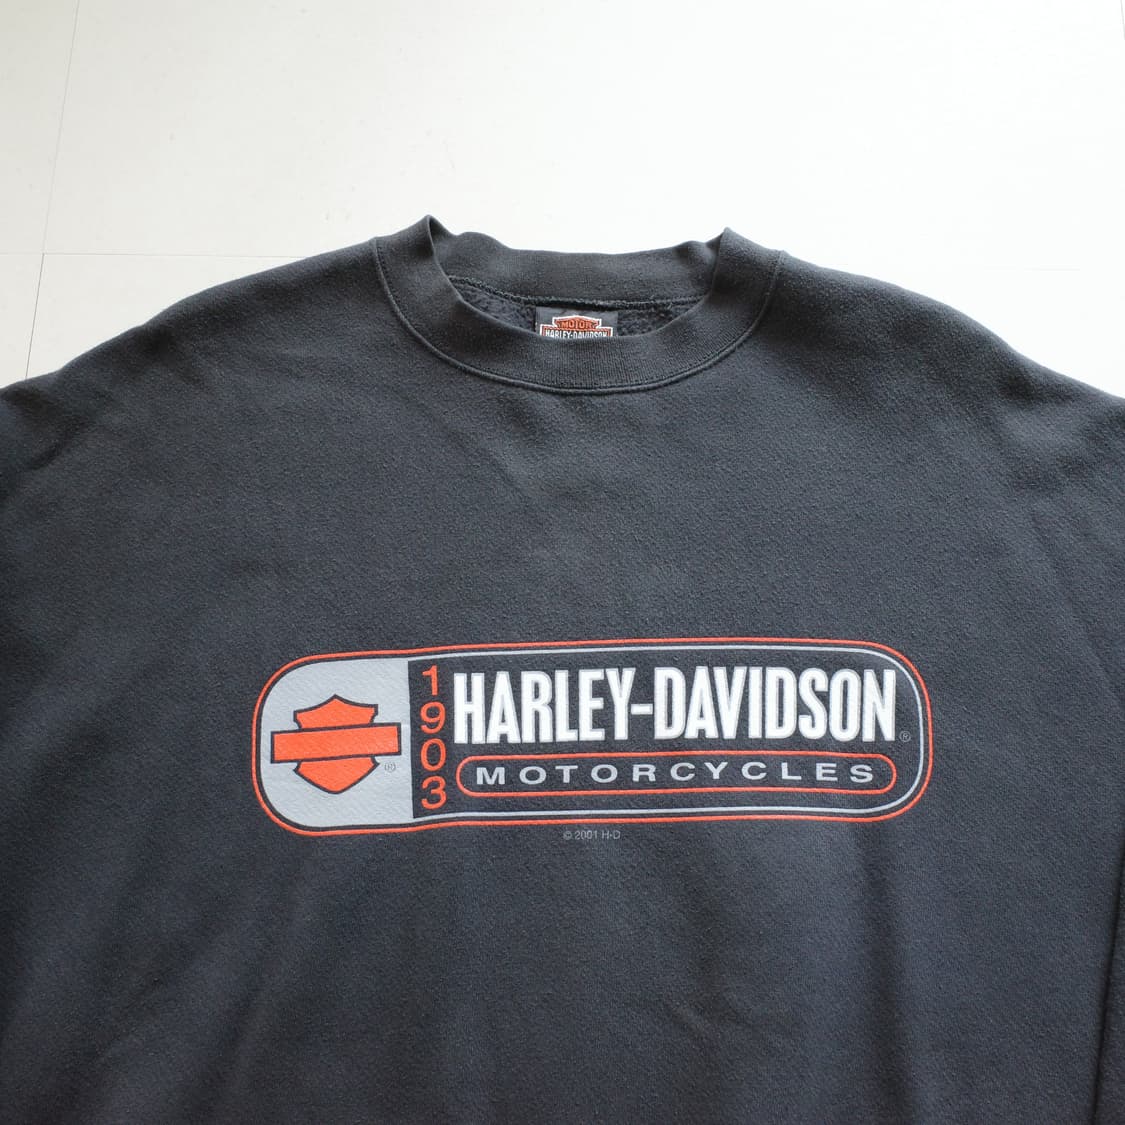 MOTOR
HARLEY-DAVIDSON
1903
HARLEY-DAVIDSON®
MOTORCYCLES
®
© 2001 H-D